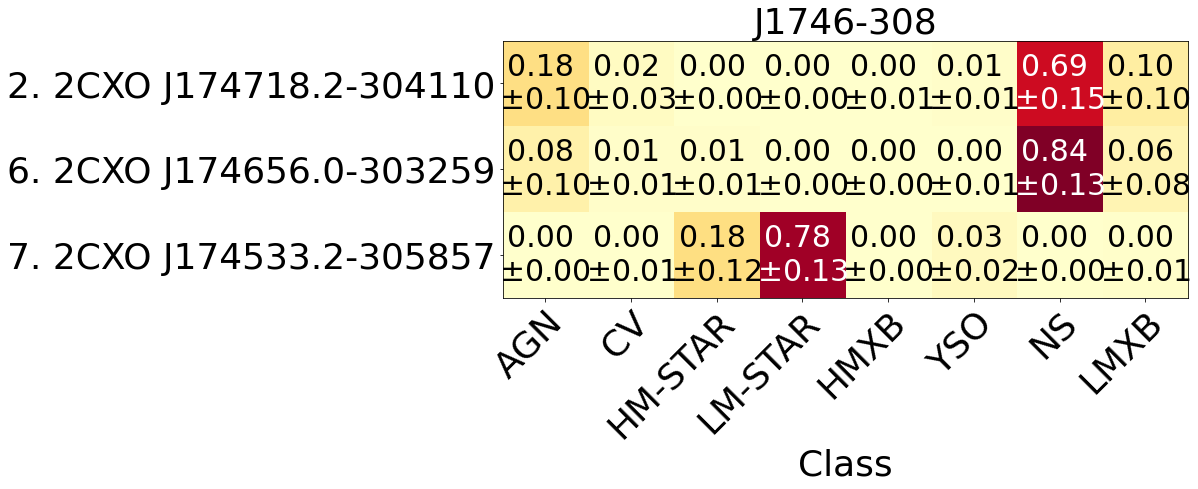 J1746-308
2. 2CXO J174718.2-304110
0.18 0.02 0.00 0.00 0.00 0.01 0.69 0.10
±0.10 ±0.03 ±0.00 ±0.00 ±0.01 ±0.01 ±0.15 ±0.10
6. 2CXO J174656.0-303259
0.08 0.01 0.01 0.00 0.00 0.00 0.84 0.06
±0.10 ±0.01 ±0.01 ±0.00 ±0.00 ±0.01 ±0.13 ±0.08
7. 2CXO J174533.2-305857
0.00 0.00 0.18 0.78 0.00 0.03 0.00 0.00
±0.00 ±0.01 ±0.12 ±0.13 ±0.00 ±0.02 ±0.00 ±0.01
AGN CV HM-STAR LM-STAR HMXB YSO NS LMXB
Class